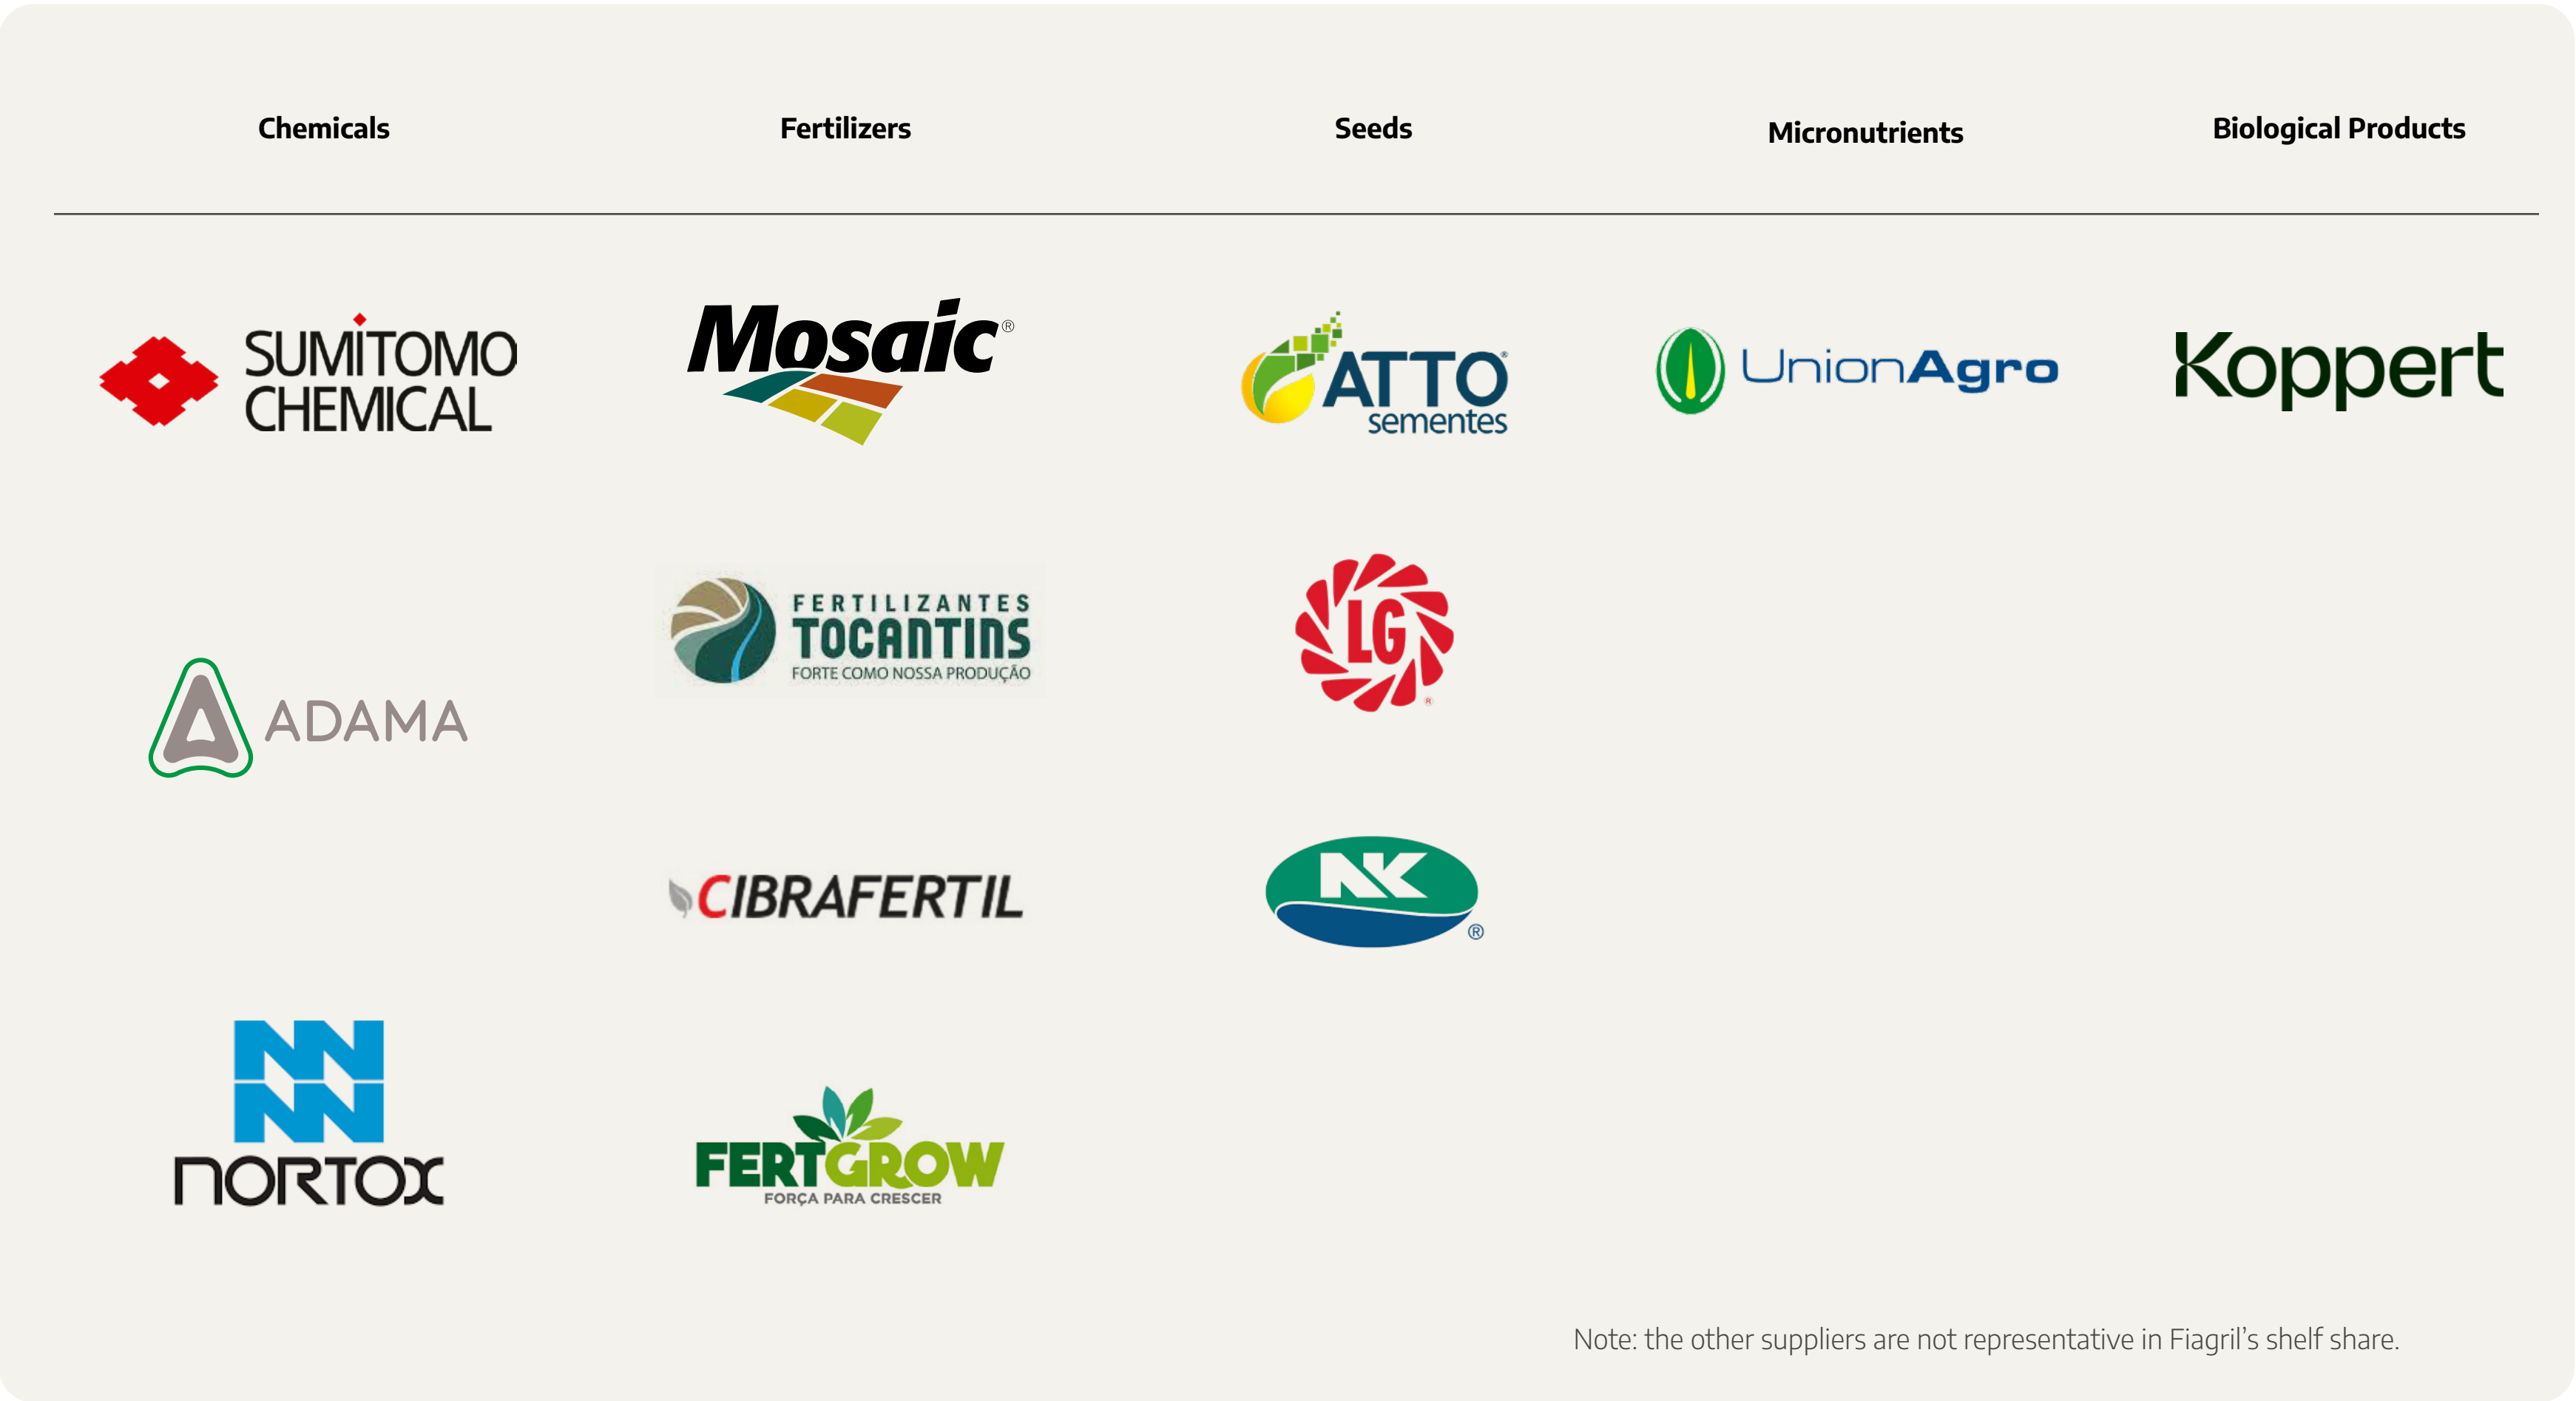 Chemicals
Fertilizers
Seeds
Micronutrients
Biological Products
SUMITOMO
CHEMICAL
Mosaic®
ATTO®
sementes
UnionAgro
Koppert
FERTILIZANTES
TOCANTINS
FORTE COMO NOSSA PRODUÇÃO
LG®
ADAMA
CIBRAFERTIL
NK®
NORTOX
FERTGROW
FORÇA PARA CRESCER
Note: the other suppliers are not representative in Fiagril’s shelf share.